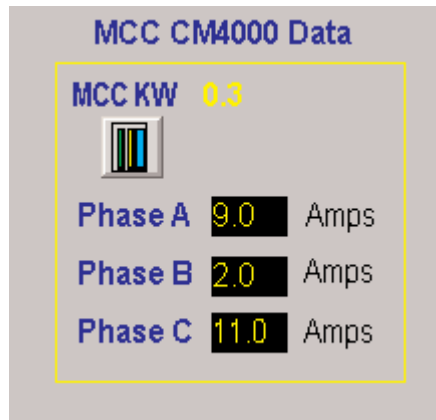 MCC CM4000 Data
MCC KW 0.3
Phase A 9.0 Amps
Phase B 2.0 Amps
Phase C 11.0 Amps